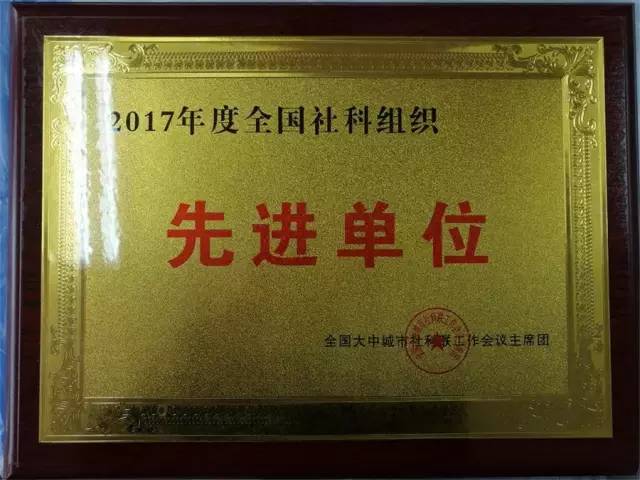 2017年度全国社科组织
先进单位
全国大中城市社科联工作会议主席团